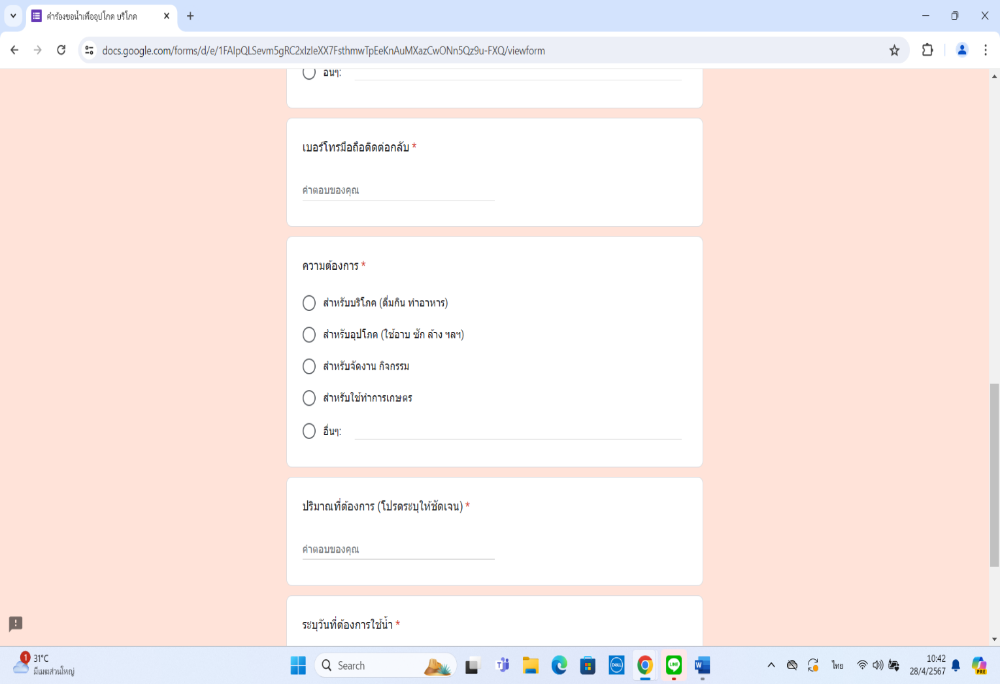 คำร้องขอน้ำเพื่ออุปโภค บริโภค
docs.google.com/forms/d/e/1FAIpQLSevm5gRC2xIzIeXX7FsthmwTpEeKnAuMXazCwONn5Qz9u-FXQ/viewform
อื่นๆ:
เบอร์โทรมือถือติดต่อกลับ *
คำตอบของคุณ
ความต้องการ *
สำหรับบริโภค (ดื่มกิน ทำอาหาร)
สำหรับอุปโภค (ใช้อาบ ซัก ล้าง ฯลฯ)
สำหรับจัดงาน กิจกรรม
สำหรับใช้ทำการเกษตร
อื่นๆ:
ปริมาณที่ต้องการ (โปรดระบุให้ชัดเจน) *
คำตอบของคุณ
ระบุวันที่ต้องการใช้น้ำ *
1
31°C
มีเมฆส่วนใหญ่
Search
DELL
LINE
W
ไทย
10:42
28/4/2567
PRE